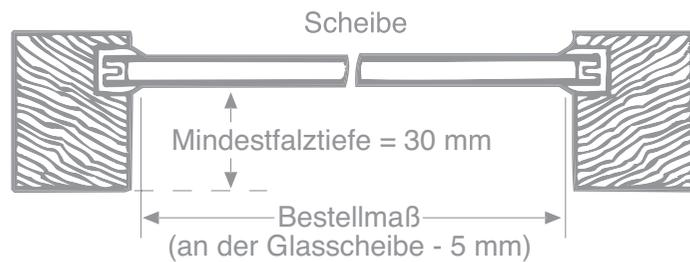 Scheibe
Mindestfalztiefe = 30 mm
Bestellmaß
(an der Glasscheibe - 5 mm)